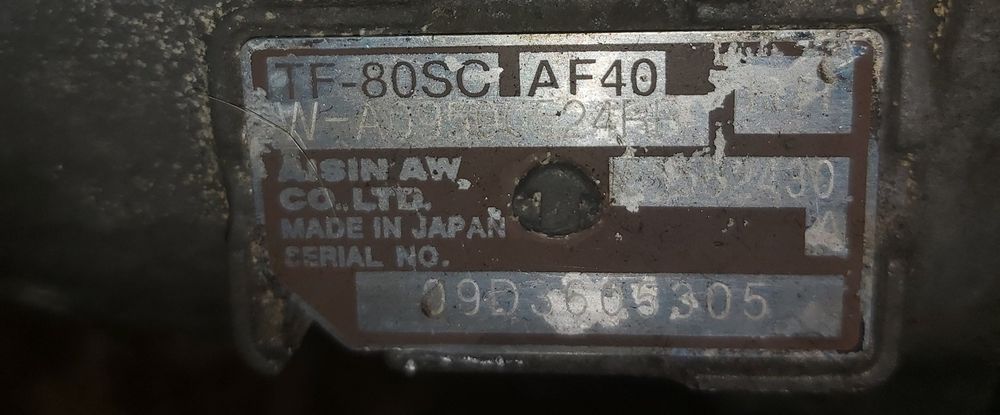 TF-80SC AF40
AISIN AW,
CO., LTD.
MADE IN JAPAN
SERIAL NO.
09D3605305